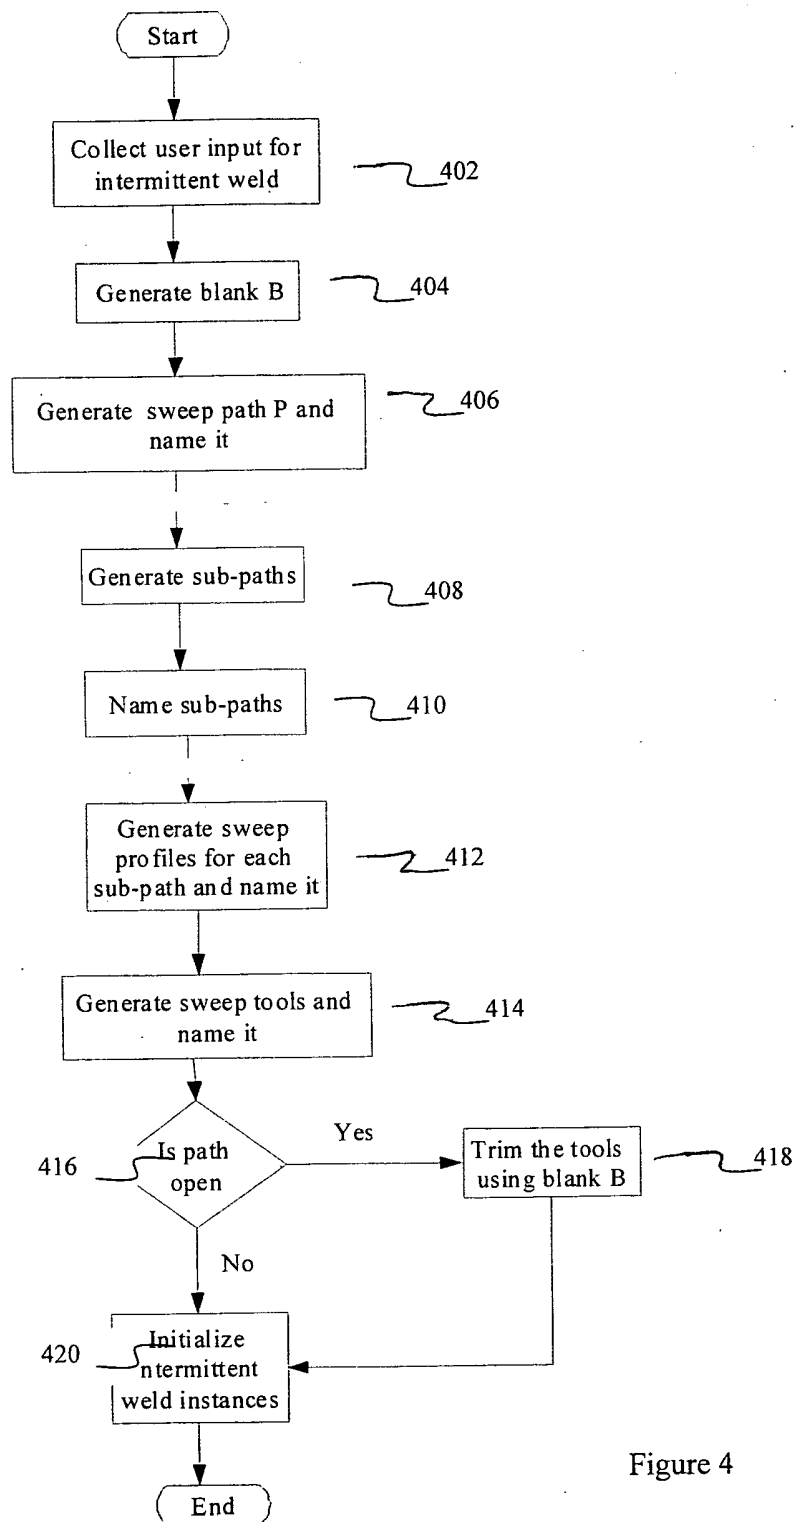 Start
Collect user input for
intermittent weld
402
Generate blank B
404
Generate sweep path P and
name it
406
Generate sub-paths
408
Name sub-paths
410
Generate sweep
profiles for each
sub-path and name it
412
Generate sweep tools and
name it
414
Is path
open
416
Yes
Trim the tools
using blank B
418
No
Initialize
ntermittent
weld instances
420
End
Figure 4